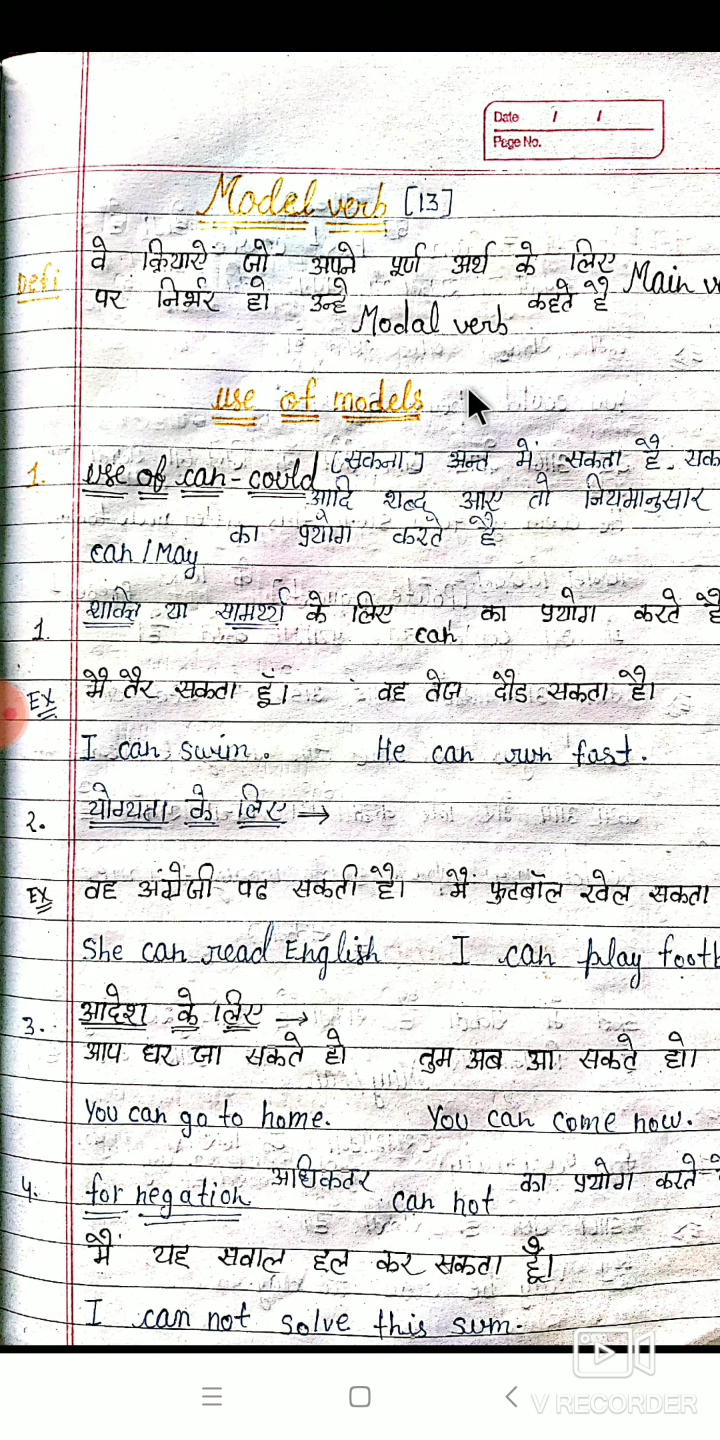 Date / /
Page No.
Model verb [13]
Defi वे क्रियाऐं जो अपने पूर्ण अर्थ के लिए Main
पर निर्भर हो उन्हे Modal verb कहते है
use of models
1. use of can-could (सकना) अन्त में सकता है, सक
आदि शब्द आए तो नियमानुसार
can/May का प्रयोग करते है
1. शक्ति या सामर्थ्य के लिए can का प्रयोग करते है
Ex मै तैर सकता हूँ। वह तेज दौड सकता है।
I can swim. He can run fast.
2. योग्यता के लिए →
Ex वह अंग्रेजी पढ सकती है। मैं फुटबॉल खेल सकता
She can read English I can play footb
3. आदेश के लिए →
आप घर जा सकते हो तुम अब आ सकते हो।
You can go to home. You can come now.
4. for negation अधिकतर can not का प्रयोग करते है
मैं यह सवाल हल कर सकता हूँ।
I can not solve this sum.
V RECORDER